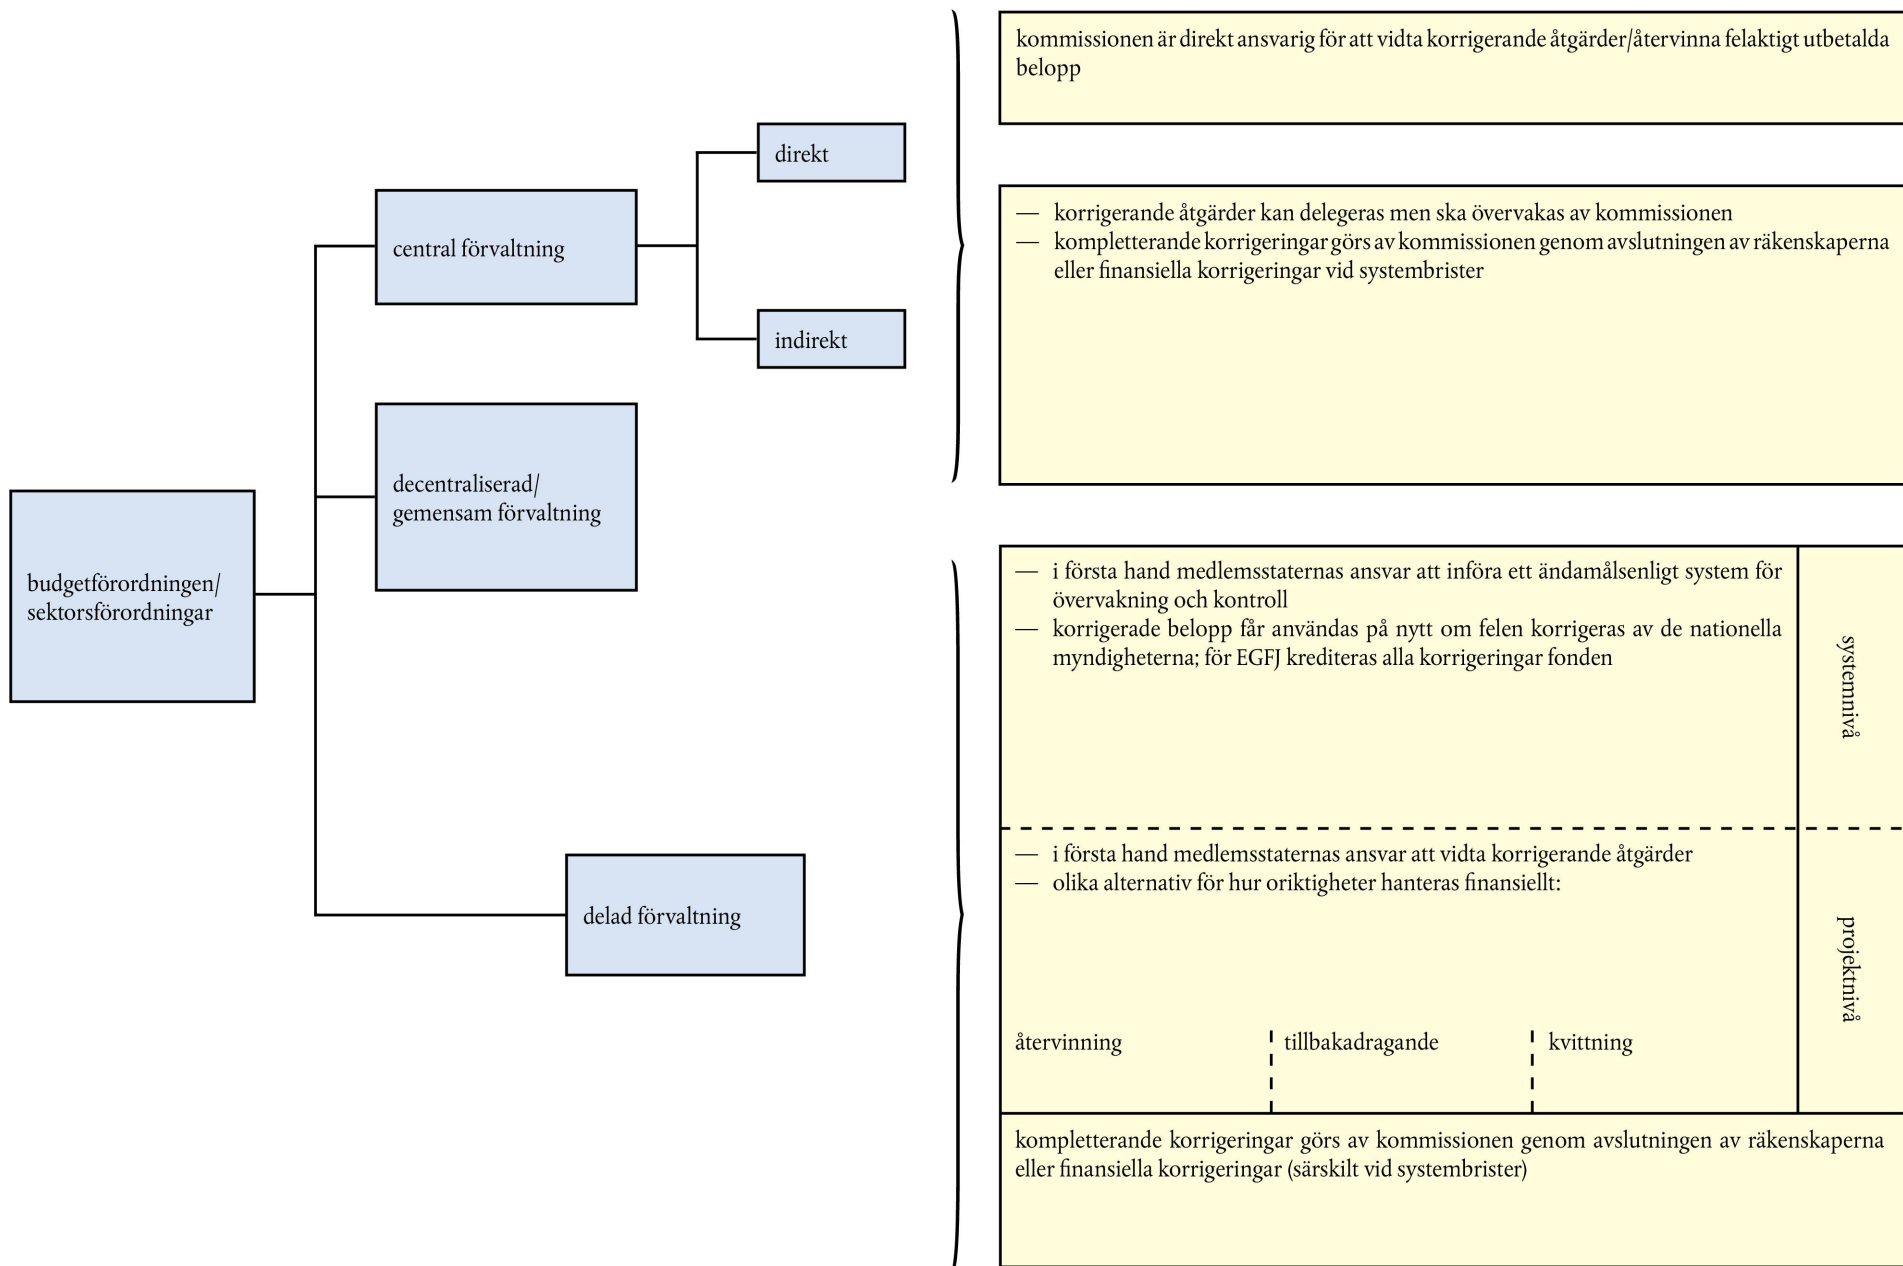 budgetförordningen/
sektorsförordningar
central förvaltning
direkt
indirekt
decentraliserad/
gemensam förvaltning
delad förvaltning
kommissionen är direkt ansvarig för att vidta korrigerande åtgärder/återvinna felaktigt utbetalda
belopp
— korrigerande åtgärder kan delegeras men ska övervakas av kommissionen
— kompletterande korrigeringar görs av kommissionen genom avslutningen av räkenskaperna
eller finansiella korrigeringar vid systembrister
— i första hand medlemsstaternas ansvar att införa ett ändamålsenligt system för
övervakning och kontroll
— korrigerade belopp får användas på nytt om felen korrigeras av de nationella
myndigheterna; för EGFJ krediteras alla korrigeringar fonden
systemnivå
— i första hand medlemsstaternas ansvar att vidta korrigerande åtgärder
— olika alternativ för hur oriktigheter hanteras finansiellt:
återvinning tillbakadragande kvittning
projektnivå
kompletterande korrigeringar görs av kommissionen genom avslutningen av räkenskaperna
eller finansiella korrigeringar (särskilt vid systembrister)